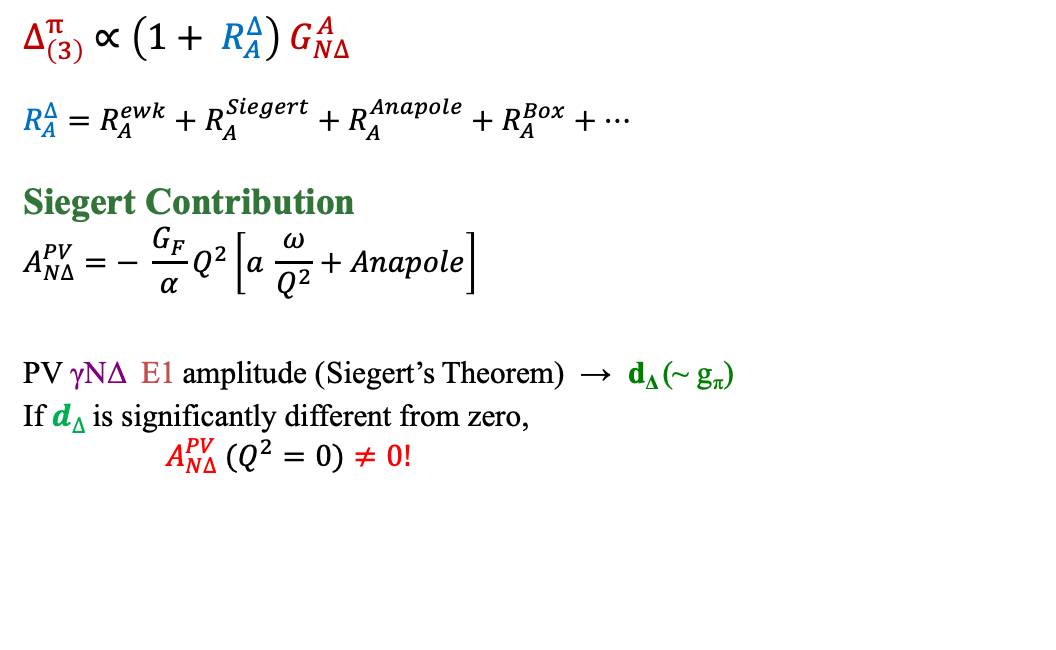 Δ^π_(3) ∝ (1 + R^Δ_A) G^A_NΔ
R^Δ_A = R^ewk_A + R^Siegert_A + R^Anapole_A + R^Box_A + ⋯
Siegert Contribution
A^PV_NΔ = − G_F/α Q² [a ω/Q² + Anapole]
PV γNΔ E1 amplitude (Siegert’s Theorem) → d_Δ (~ g_π)
If d_Δ is significantly different from zero,
A^PV_NΔ (Q² = 0) ≠ 0!